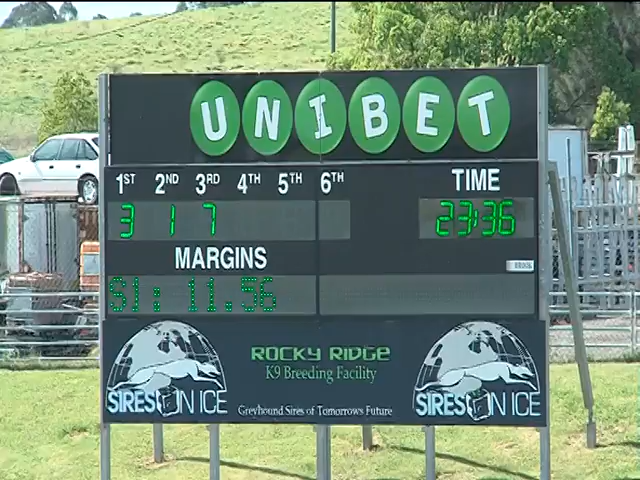 UNIBET
1ST 2ND 3RD 4TH 5TH 6TH TIME
3 1 7 23:36
MARGINS
S1: 11.56
ROCKY RIDGE
K9 Breeding Facility
SIRES ON ICE Greyhound Sires of Tomorrows Future SIRES ON ICE